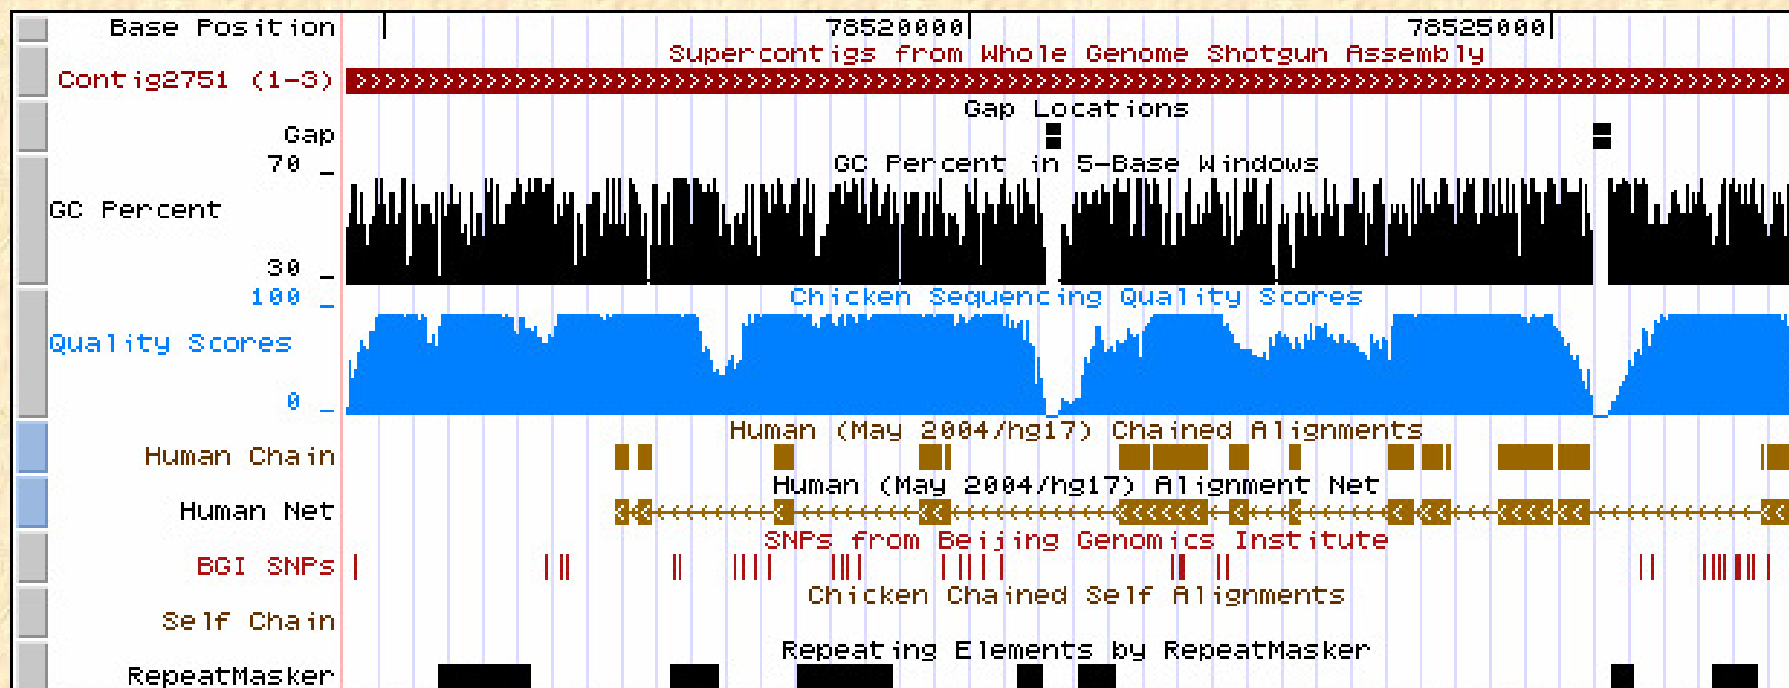 Base Position 78520000 78525000
Supercontigs from Whole Genome Shotgun Assembly
Contig2751 (1-3)
Gap Locations
Gap
70 _ GC Percent in 5-Base Windows
GC Percent
30 _
100 _ Chicken Sequencing Quality Scores
Quality Scores
0 _
Human (May 2004/hg17) Chained Alignments
Human Chain
Human (May 2004/hg17) Alignment Net
Human Net
SNPs from Beijing Genomics Institute
BGI SNPs
Chicken Chained Self Alignments
Self Chain
Repeating Elements by RepeatMasker
RepeatMasker